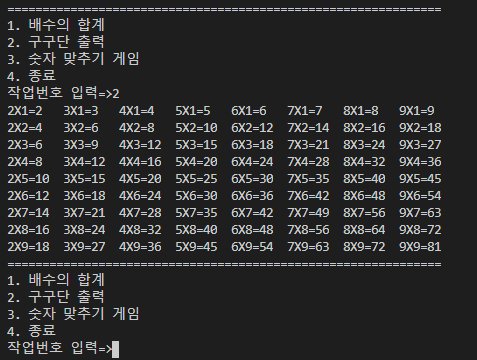 ==============================================================
1. 배수의 합계
2. 구구단 출력
3. 숫자 맞추기 게임
4. 종료
작업번호 입력=>2
2X1=2   3X1=3   4X1=4   5X1=5   6X1=6   7X1=7   8X1=8   9X1=9
2X2=4   3X2=6   4X2=8   5X2=10  6X2=12  7X2=14  8X2=16  9X2=18
2X3=6   3X3=9   4X3=12  5X3=15  6X3=18  7X3=21  8X3=24  9X3=27
2X4=8   3X4=12  4X4=16  5X4=20  6X4=24  7X4=28  8X4=32  9X4=36
2X5=10  3X5=15  4X5=20  5X5=25  6X5=30  7X5=35  8X5=40  9X5=45
2X6=12  3X6=18  4X6=24  5X6=30  6X6=36  7X6=42  8X6=48  9X6=54
2X7=14  3X7=21  4X7=28  5X7=35  6X7=42  7X7=49  8X7=56  9X7=63
2X8=16  3X8=24  4X8=32  5X8=40  6X8=48  7X8=56  8X8=64  9X8=72
2X9=18  3X9=27  4X9=36  5X9=45  6X9=54  7X9=63  8X9=72  9X9=81
==============================================================
1. 배수의 합계
2. 구구단 출력
3. 숫자 맞추기 게임
4. 종료
작업번호 입력=>